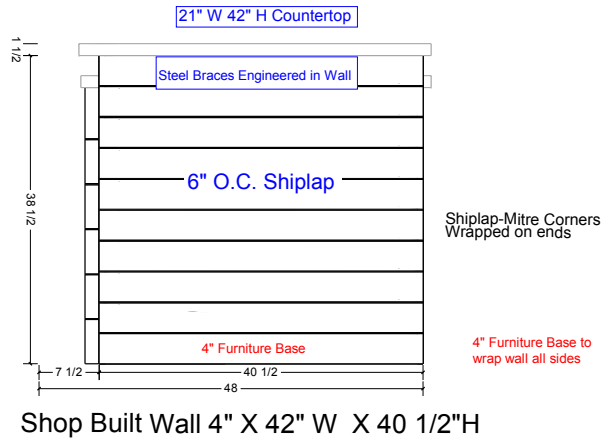 21" W 42" H Countertop
1 1/2
Steel Braces Engineered in Wall
6" O.C. Shiplap
38 1/2
Shiplap-Mitre Corners
Wrapped on ends
4" Furniture Base
4" Furniture Base to
wrap wall all sides
7 1/2
40 1/2
48
Shop Built Wall 4" X 42" W X 40 1/2"H